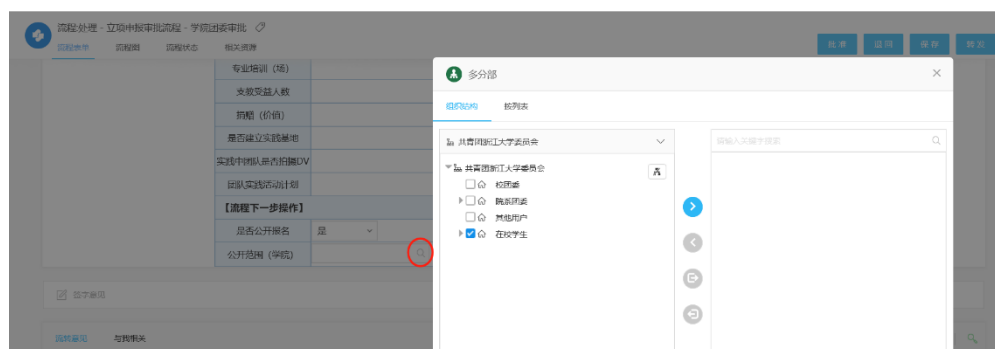 流程处理 - 立项申报审批流程 - 学院团委审批
流程表单 流程图 流程状态 相关资源
批准 退回 保存 转发
专业培训（场）
支教受益人数
捐赠（价值）
是否建立实践基地
实践中团队是否拍摄DV
团队实践活动计划
【流程下一步操作】
是否公开报名 是
公开范围（学院）
签字意见
流转意见 与我相关
多分部
组织结构 按列表
共青团浙江大学委员会
共青团浙江大学委员会
校团委
院系团委
其他用户
在校学生
请输入关键字搜索